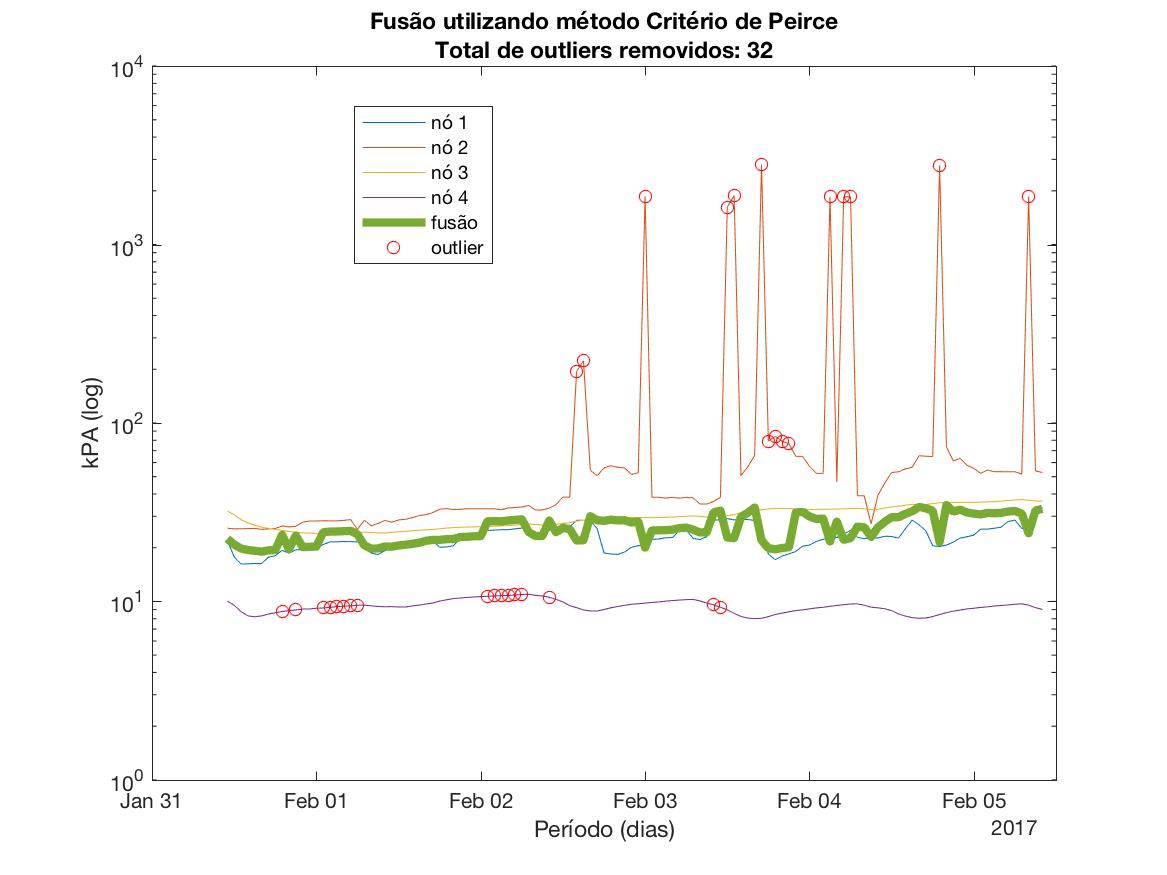 Fusão utilizando método Critério de Peirce
Total de outliers removidos: 32
10^4
10^3
10^2
10^1
10^0
kPA (log)
nó 1
nó 2
nó 3
nó 4
fusão
outlier
Jan 31 Feb 01 Feb 02 Feb 03 Feb 04 Feb 05
Período (dias)
2017